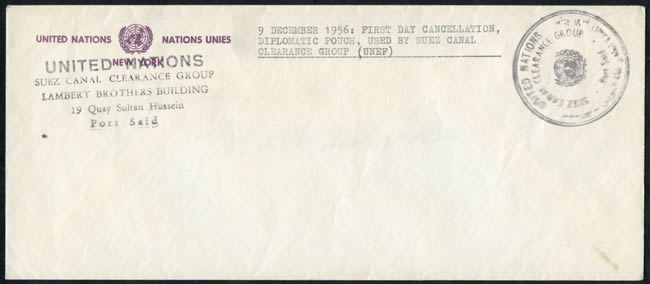 UNITED NATIONS NATIONS UNIES
NEW YORK
UNITED NATIONS
SUEZ CANAL CLEARANCE GROUP
LAMBERT BROTHERS BUILDING
19 Quay Sultan Hussein
Port Said
9 DECEMBER 1956: FIRST DAY CANCELLATION,
DIPLOMATIC POUCH, USED BY SUEZ CANAL
CLEARANCE GROUP (UNEF)
UNITED NATIONS
SUEZ CANAL CLEARANCE GROUP